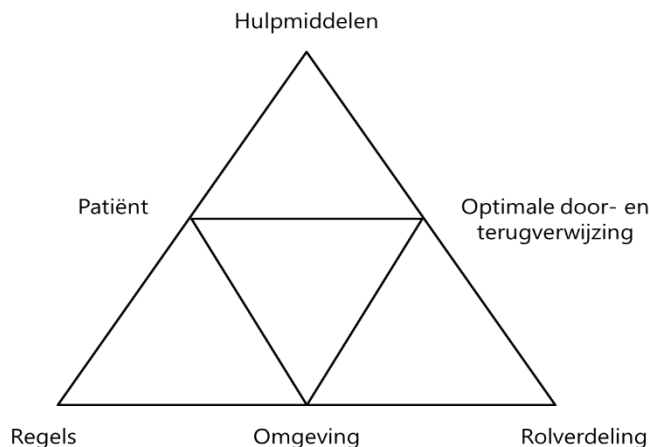 Hulpmiddelen
Patiënt
Optimale door- en
terugverwijzing
Regels
Omgeving
Rolverdeling